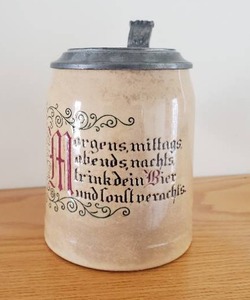 Morgens, mittags,
abends, nachts,
trink dein Bier
und sonst verachts.